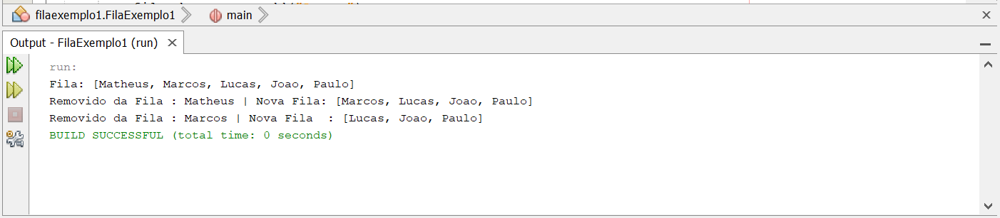 filaexemplo1.FilaExemplo1 main
Output - FilaExemplo1 (run)
run:
Fila: [Matheus, Marcos, Lucas, Joao, Paulo]
Removido da Fila : Matheus | Nova Fila: [Marcos, Lucas, Joao, Paulo]
Removido da Fila : Marcos | Nova Fila  : [Lucas, Joao, Paulo]
BUILD SUCCESSFUL (total time: 0 seconds)